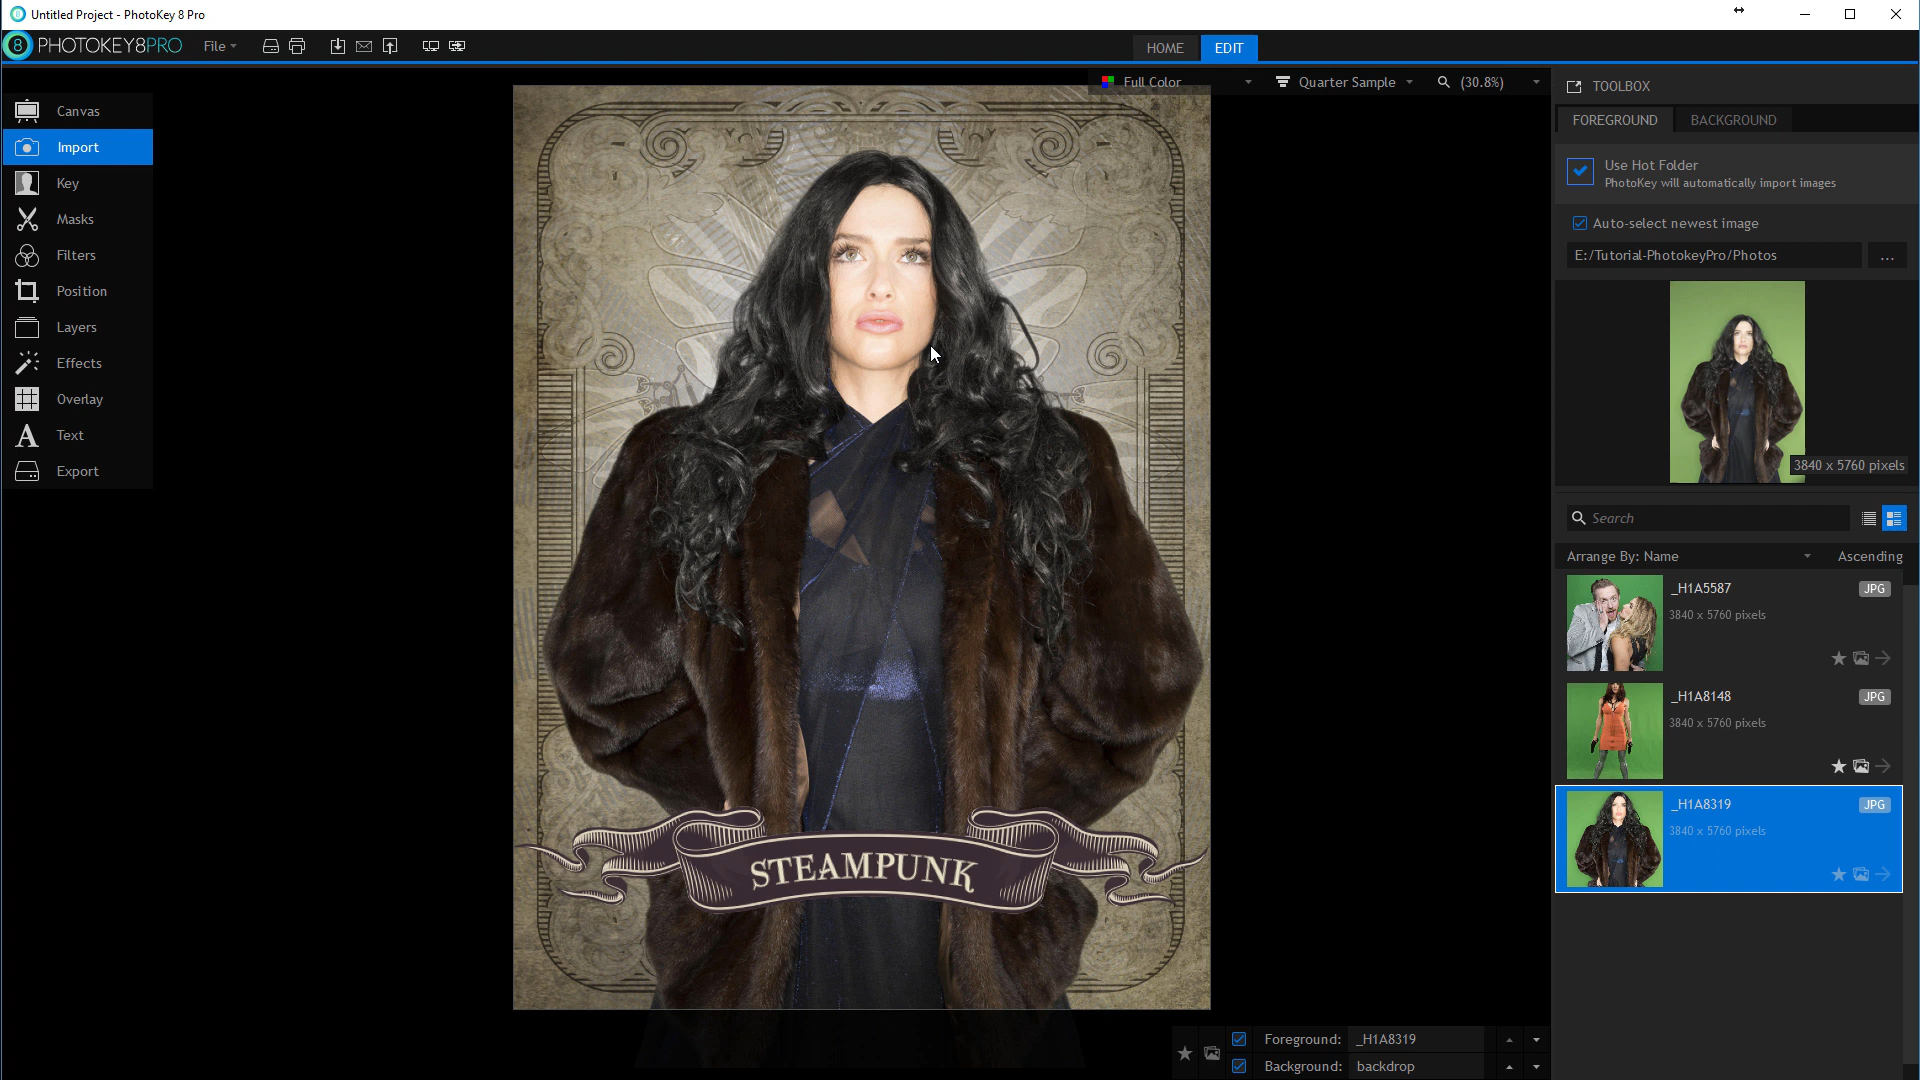 Untitled Project - PhotoKey 8 Pro
8 PHOTOKEY8PRO File HOME EDIT
Full Color Quarter Sample (30.8%)
Canvas
Import
Key
Masks
Filters
Position
Layers
Effects
Overlay
Text
Export
STEAMPUNK
Foreground: _H1A8319
Background: backdrop
TOOLBOX
FOREGROUND BACKGROUND
Use Hot Folder
PhotoKey will automatically import images
Auto-select newest image
E:/Tutorial-PhotokeyPro/Photos ...
3840 x 5760 pixels
Search
Arrange By: Name Ascending
_H1A5587 JPG
3840 x 5760 pixels
_H1A8148 JPG
3840 x 5760 pixels
_H1A8319 JPG
3840 x 5760 pixels